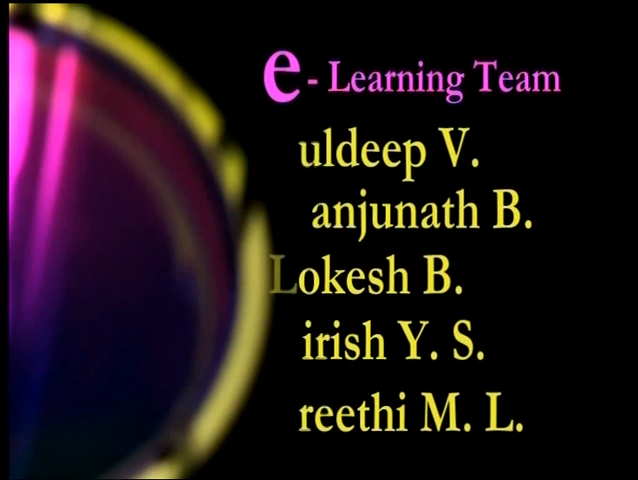 e - Learning Team
uldeep V.
anjunath B.
Lokesh B.
irish Y. S.
reethi M. L.